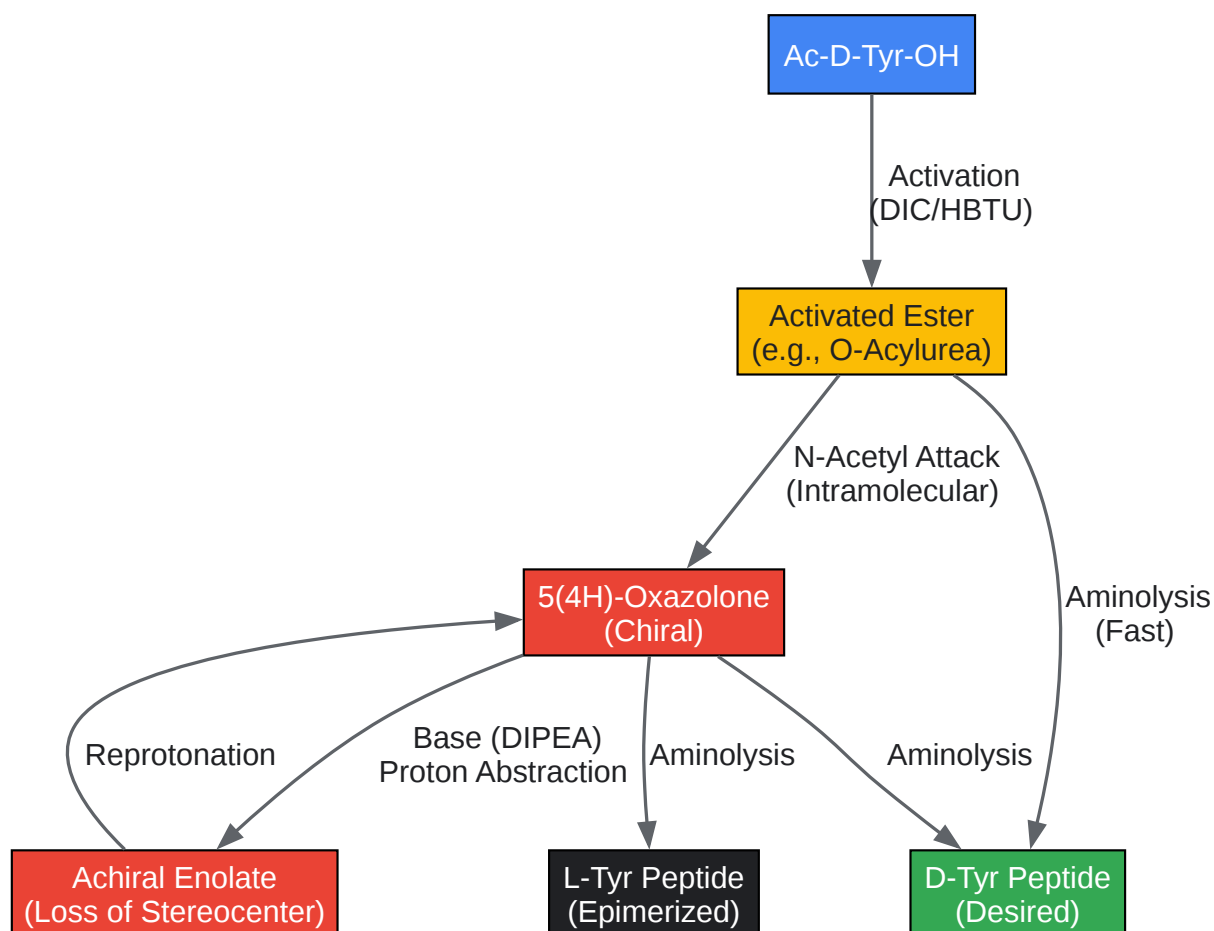 Ac-D-Tyr-OH
Activation
(DIC/HBTU)
Activated Ester
(e.g., O-Acylurea)
N-Acetyl Attack
(Intramolecular)
5(4H)-Oxazolone
(Chiral)
Aminolysis
(Fast)
Reprotonation
Base (DIPEA)
Proton Abstraction
Aminolysis
Aminolysis
Achiral Enolate
(Loss of Stereocenter)
L-Tyr Peptide
(Epimerized)
D-Tyr Peptide
(Desired)